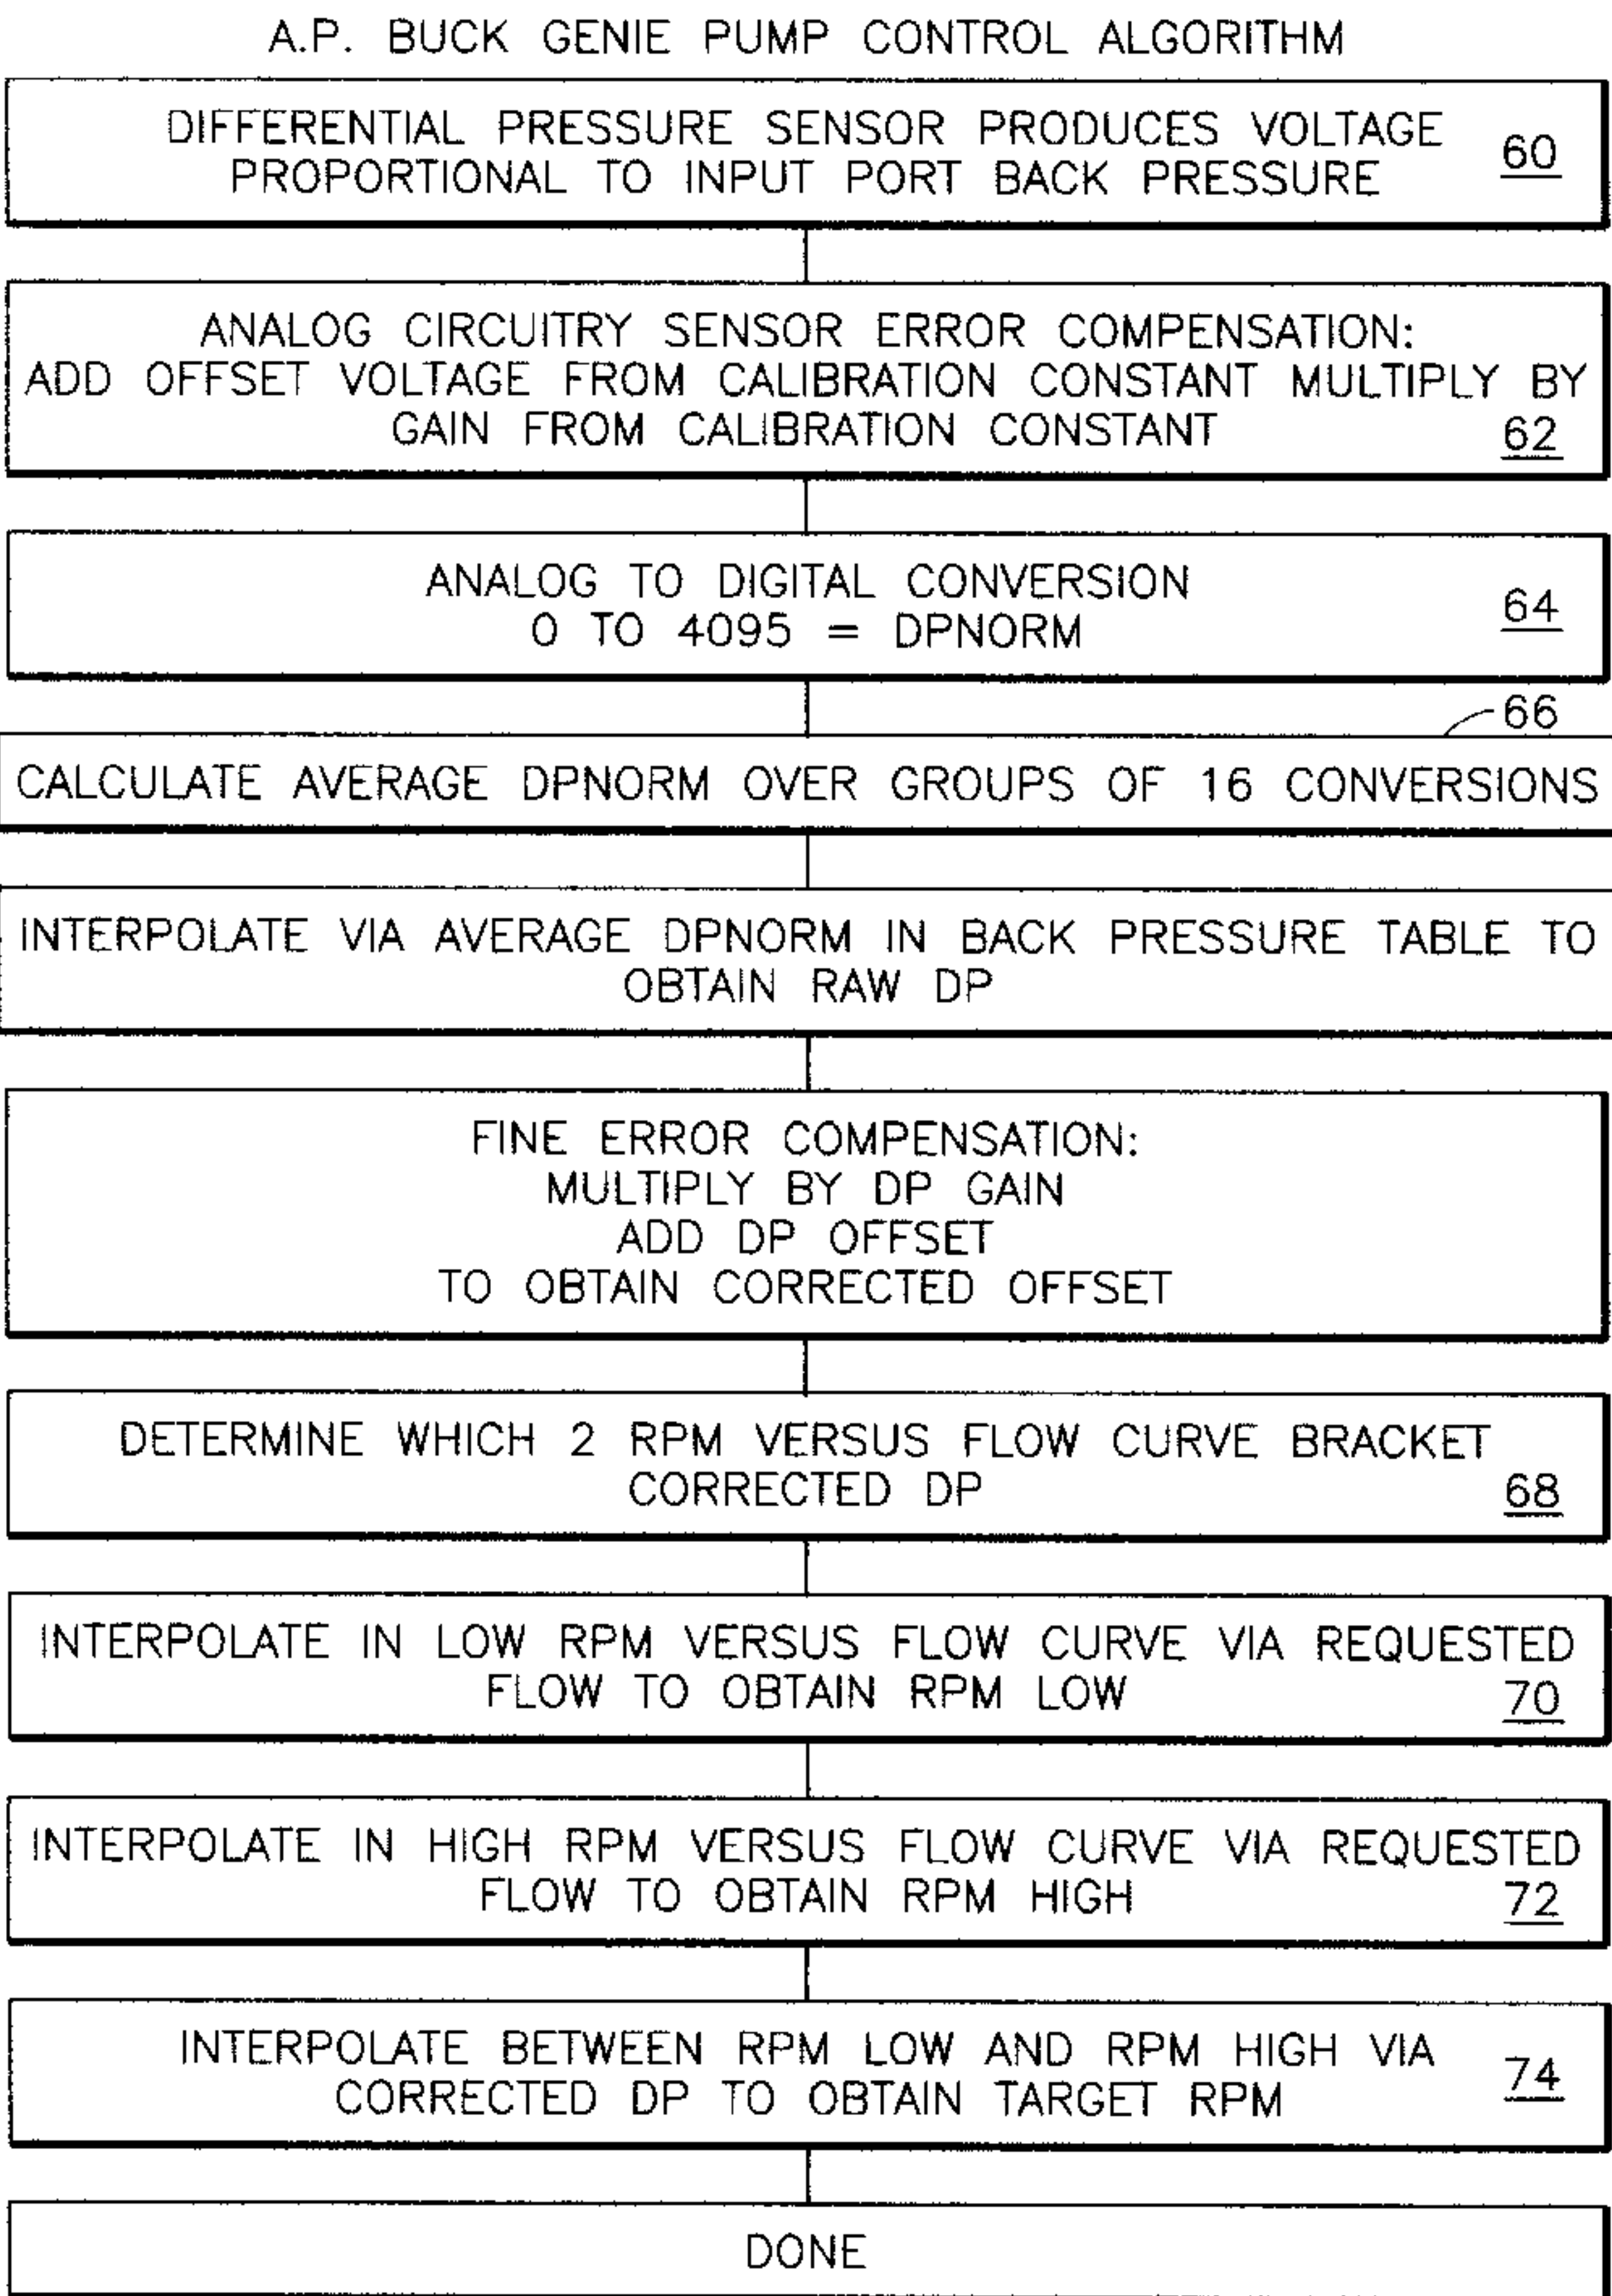 A.P. BUCK GENIE PUMP CONTROL ALGORITHM
DIFFERENTIAL PRESSURE SENSOR PRODUCES VOLTAGE
PROPORTIONAL TO INPUT PORT BACK PRESSURE
60
ANALOG CIRCUITRY SENSOR ERROR COMPENSATION:
ADD OFFSET VOLTAGE FROM CALIBRATION CONSTANT MULTIPLY BY
GAIN FROM CALIBRATION CONSTANT
62
ANALOG TO DIGITAL CONVERSION
0 TO 4095 = DPNORM
64
66
CALCULATE AVERAGE DPNORM OVER GROUPS OF 16 CONVERSIONS
INTERPOLATE VIA AVERAGE DPNORM IN BACK PRESSURE TABLE TO
OBTAIN RAW DP
FINE ERROR COMPENSATION:
MULTIPLY BY DP GAIN
ADD DP OFFSET
TO OBTAIN CORRECTED OFFSET
DETERMINE WHICH 2 RPM VERSUS FLOW CURVE BRACKET
CORRECTED DP
68
INTERPOLATE IN LOW RPM VERSUS FLOW CURVE VIA REQUESTED
FLOW TO OBTAIN RPM LOW
70
INTERPOLATE IN HIGH RPM VERSUS FLOW CURVE VIA REQUESTED
FLOW TO OBTAIN RPM HIGH
72
INTERPOLATE BETWEEN RPM LOW AND RPM HIGH VIA
CORRECTED DP TO OBTAIN TARGET RPM
74
DONE